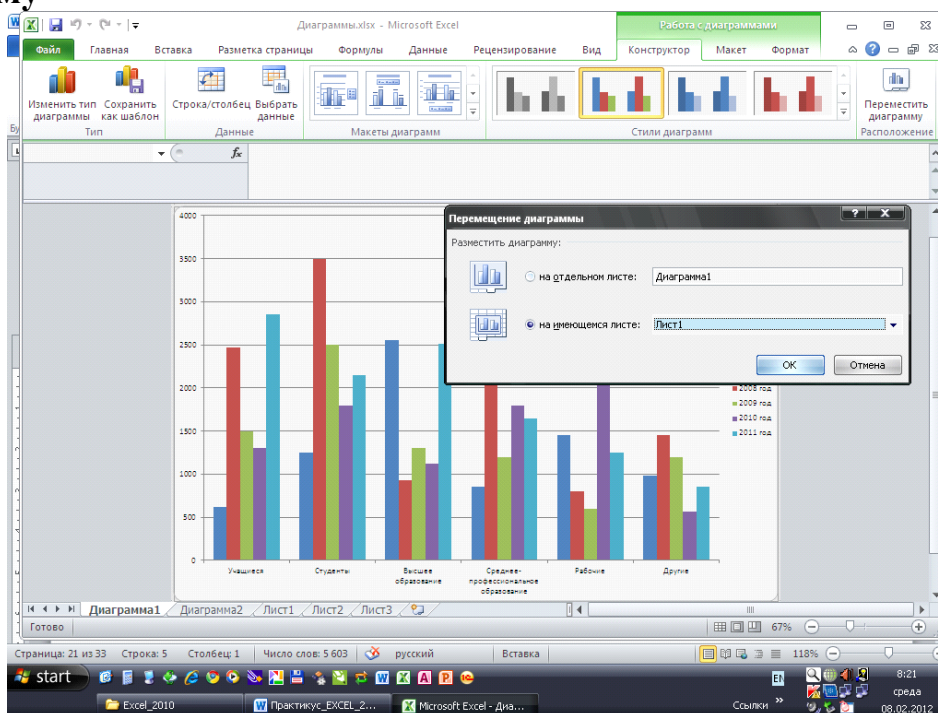 му
Диаграммы.xlsx - Microsoft Excel
Работа с диаграммами
Файл Главная Вставка Разметка страницы Формулы Данные Рецензирование Вид Конструктор Макет Формат
Изменить тип диаграммы
Сохранить как шаблон
Строка/столбец
Выбрать данные
Переместить диаграмму
Тип Данные Макеты диаграмм Стили диаграмм Расположение
fx
Перемещение диаграммы
Разместить диаграмму:
на отдельном листе: Диаграмма1
на имеющемся листе: Лист1
OK Отмена
4000
3500
3000
2500
2000
1500
1000
500
0
2008 год
2009 год
2010 год
2011 год
Учащиеся Студенты Высшее образование Средне-профессиональное образование Рабочие Другие
Диаграмма1 Диаграмма2 Лист1 Лист2 Лист3
Готово 67%
Страница: 21 из 33 Строка: 5 Столбец: 1 Число слов: 5 603 русский Вставка 118%
start EN 8:21
среда
Excel_2010 Практикус_EXCEL_2... Microsoft Excel - Диа... Ссылки » 08.02.2012